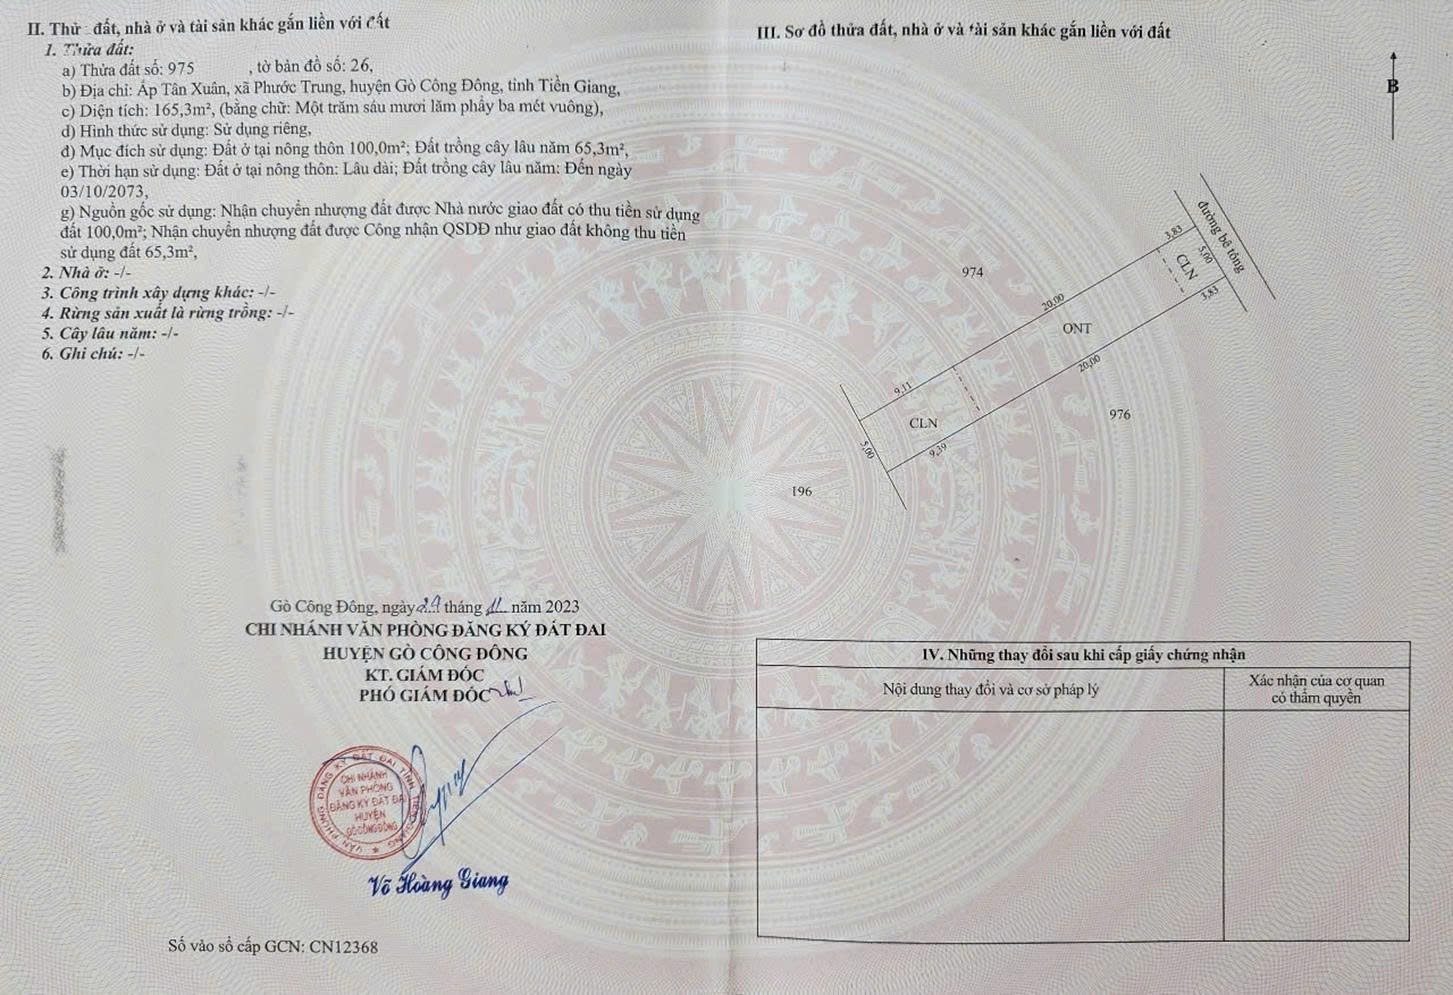 II. Thử đất, nhà ở và tài sản khác gắn liền với đất
1. Thửa đất:
a) Thửa đất số: 975 , tờ bản đồ số: 26,
b) Địa chỉ: Ấp Tân Xuân, xã Phước Trung, huyện Gò Công Đông, tỉnh Tiền Giang,
c) Diện tích: 165,3m², (bằng chữ: Một trăm sáu mươi lăm phẩy ba mét vuông),
d) Hình thức sử dụng: Sử dụng riêng,
đ) Mục đích sử dụng: Đất ở tại nông thôn 100,0m²; Đất trồng cây lâu năm 65,3m²,
e) Thời hạn sử dụng: Đất ở tại nông thôn: Lâu dài; Đất trồng cây lâu năm: Đến ngày
03/10/2073,
g) Nguồn gốc sử dụng: Nhận chuyển nhượng đất được Nhà nước giao đất có thu tiền sử dụng
đất 100,0m²; Nhận chuyển nhượng đất được Công nhận QSDĐ như giao đất không thu tiền
sử dụng đất 65,3m²,
2. Nhà ở: -/-
3. Công trình xây dựng khác: -/-
4. Rừng sản xuất là rừng trồng: -/-
5. Cây lâu năm: -/-
6. Ghi chú: -/-
Gò Công Đông, ngày 29 tháng 11 năm 2023
CHI NHÁNH VĂN PHÒNG ĐĂNG KÝ ĐẤT ĐAI
HUYỆN GÒ CÔNG ĐÔNG
KT. GIÁM ĐỐC
PHÓ GIÁM ĐỐC
VĂN PHÒNG ĐĂNG KÝ ĐẤT ĐAI TỈNH TIỀN GIANG
CHI NHÁNH
VĂN PHÒNG
ĐĂNG KÝ ĐẤT ĐAI
HUYỆN
GÒ CÔNG ĐÔNG
Võ Hoàng Giang
Số vào sổ cấp GCN: CN12368
III. Sơ đồ thửa đất, nhà ở và tài sản khác gắn liền với đất
B
đường bê tông
3,83
5,00
CLN
3,83
974
20,00
ONT
20,00
9,11
976
CLN
9,39
5,00
196
IV. Những thay đổi sau khi cấp giấy chứng nhận
Nội dung thay đổi và cơ sở pháp lý
Xác nhận của cơ quan
có thẩm quyền